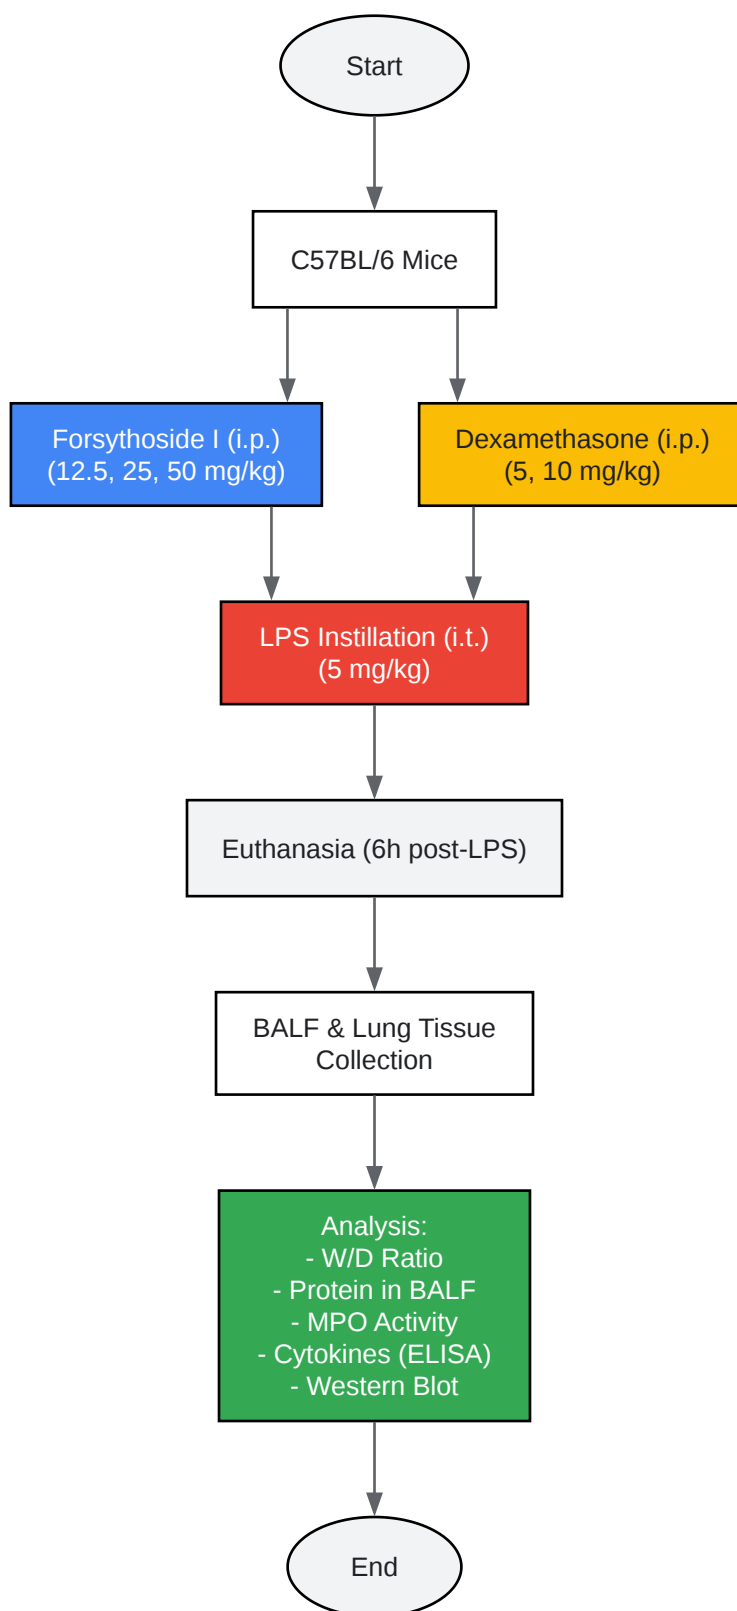 Start
C57BL/6 Mice
Forsythoside I (i.p.)
(12.5, 25, 50 mg/kg)
Dexamethasone (i.p.)
(5, 10 mg/kg)
LPS Instillation (i.t.)
(5 mg/kg)
Euthanasia (6h post-LPS)
BALF & Lung Tissue
Collection
Analysis:
- W/D Ratio
- Protein in BALF
- MPO Activity
- Cytokines (ELISA)
- Western Blot
End